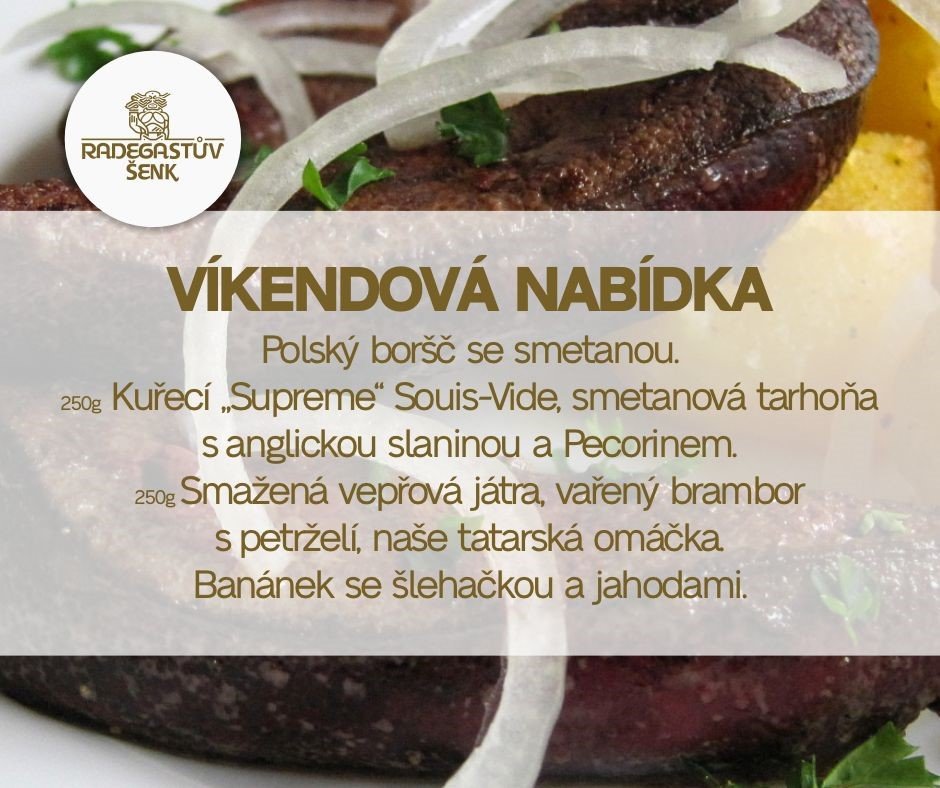 RADEGASTŮV
ŠENK
VÍKENDOVÁ NABÍDKA
Polský boršč se smetanou.
250g Kuřecí „Supreme“ Souis-Vide, smetanová tarhoňa
s anglickou slaninou a Pecorinem.
250g Smažená vepřová játra, vařený brambor
s petrželí, naše tatarská omáčka.
Banánek se šlehačkou a jahodami.